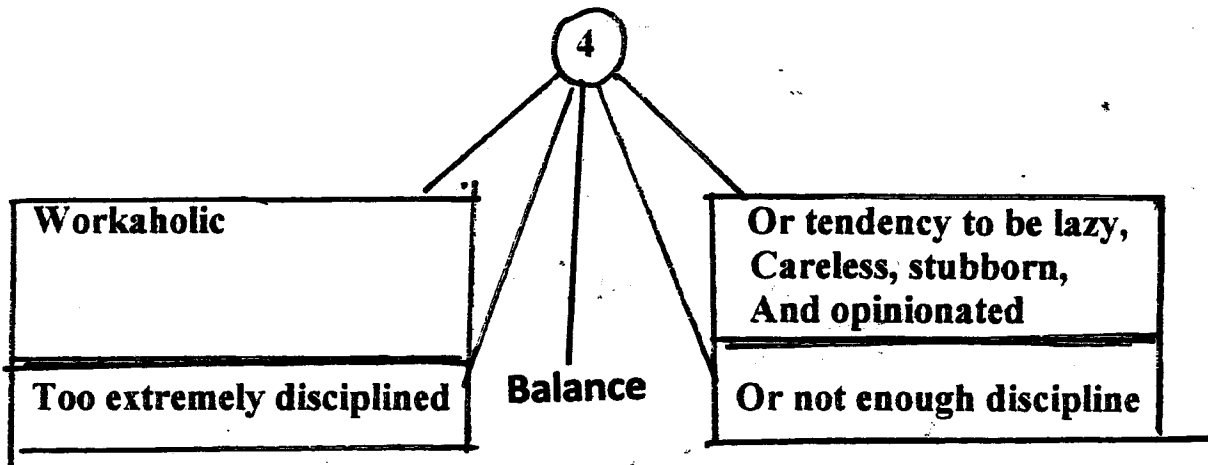 4
Workaholic
Or tendency to be lazy,
Careless, stubborn,
And opinionated
Too extremely disciplined
Balance
Or not enough discipline